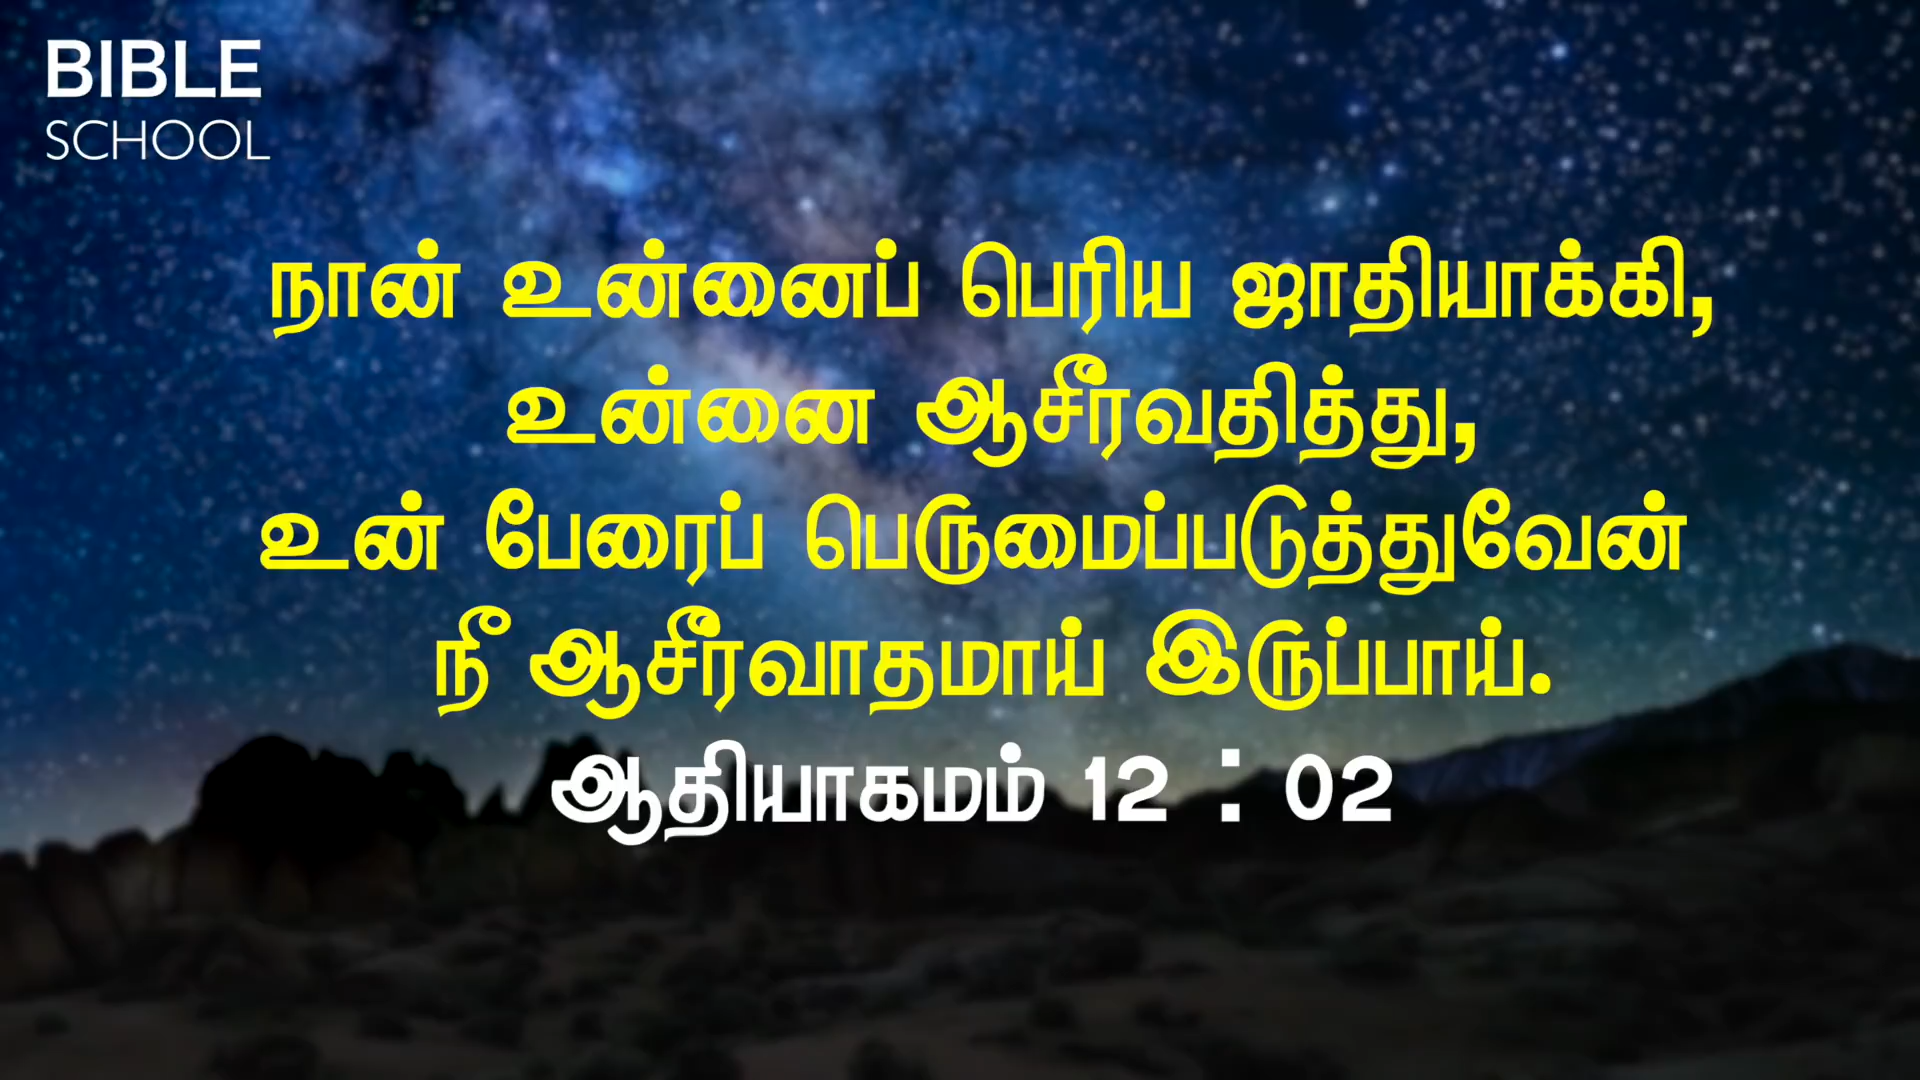 BIBLE
SCHOOL
நான் உன்னைப் பெரிய ஜாதியாக்கி,
உன்னை ஆசீர்வதித்து,
உன் பேரைப் பெருமைப்படுத்துவேன்
நீ ஆசீர்வாதமாய் இருப்பாய்.
ஆதியாகமம் 12 : 02